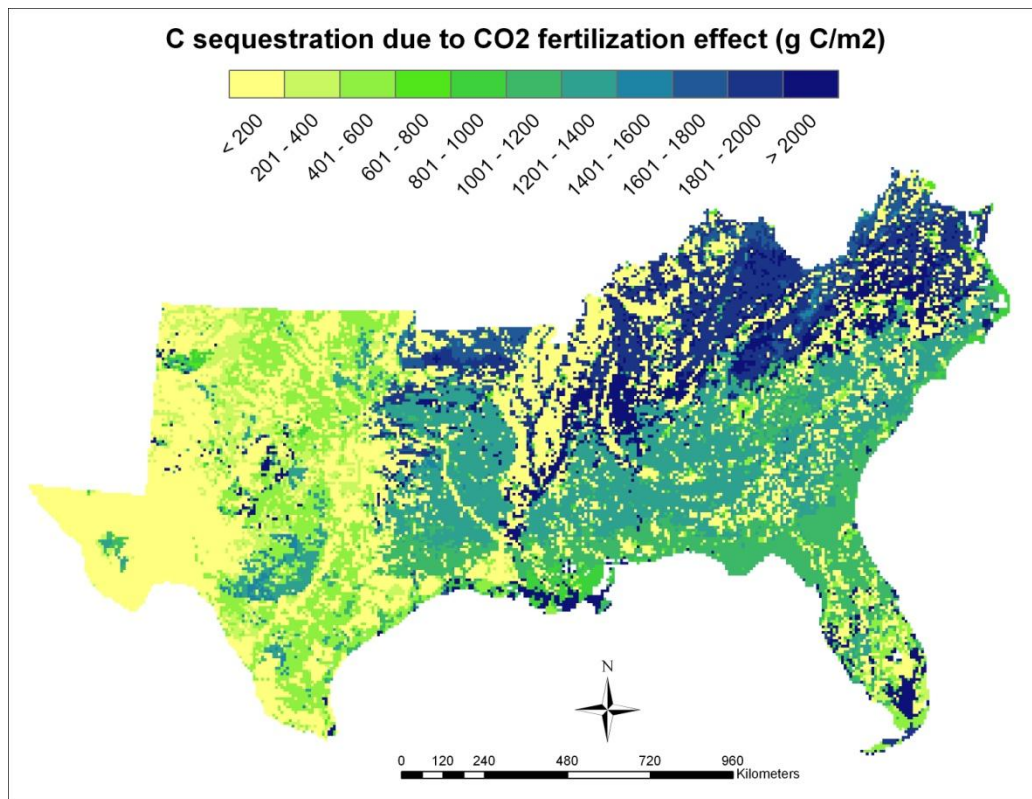 C sequestration due to CO2 fertilization effect (g C/m2)
< 200
201 - 400
401 - 600
601 - 800
801 - 1000
1001 - 1200
1201 - 1400
1401 - 1600
1601 - 1800
1801 - 2000
> 2000
N
0 120 240 480 720 960
Kilometers